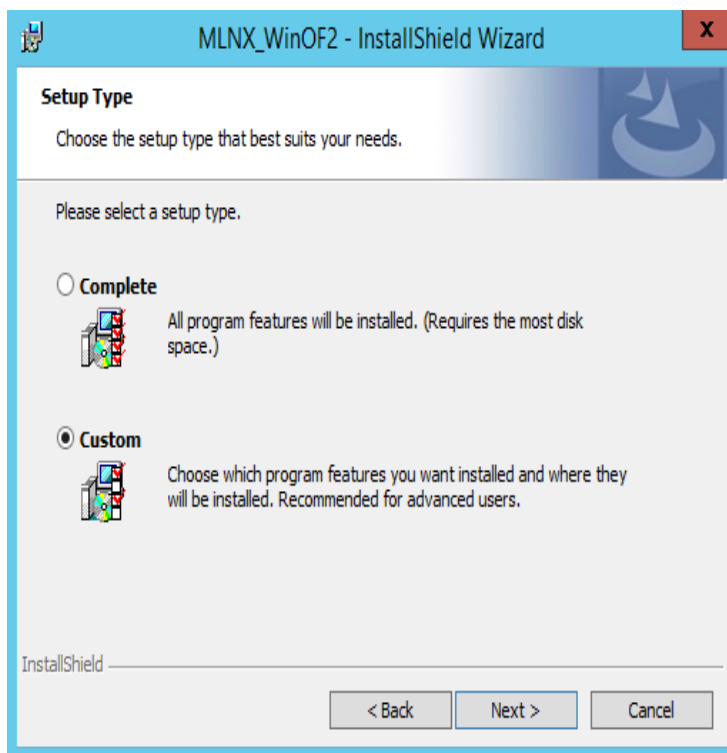 MLNX_WinOF2 - InstallShield Wizard
x
Setup Type
Choose the setup type that best suits your needs.
Please select a setup type.
Complete
All program features will be installed. (Requires the most disk
space.)
Custom
Choose which program features you want installed and where they
will be installed. Recommended for advanced users.
InstallShield
< Back Next > Cancel